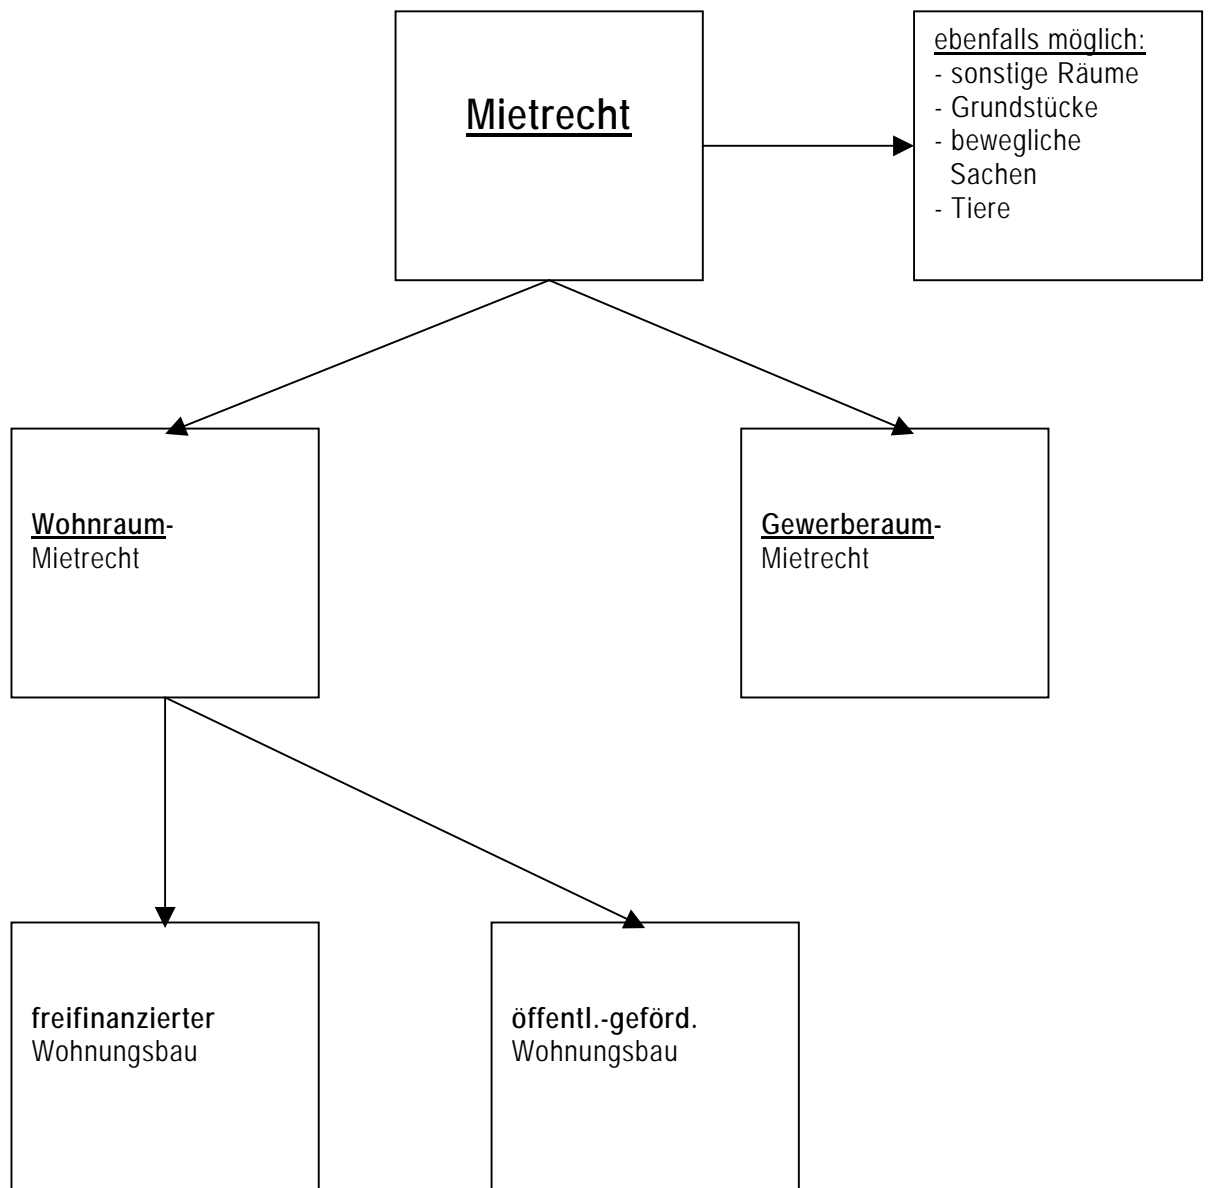 Mietrecht
ebenfalls möglich:
- sonstige Räume
- Grundstücke
- bewegliche
Sachen
- Tiere
Wohnraum-
Mietrecht
Gewerberaum-
Mietrecht
freifinanzierter
Wohnungsbau
öffentl.-geförd.
Wohnungsbau